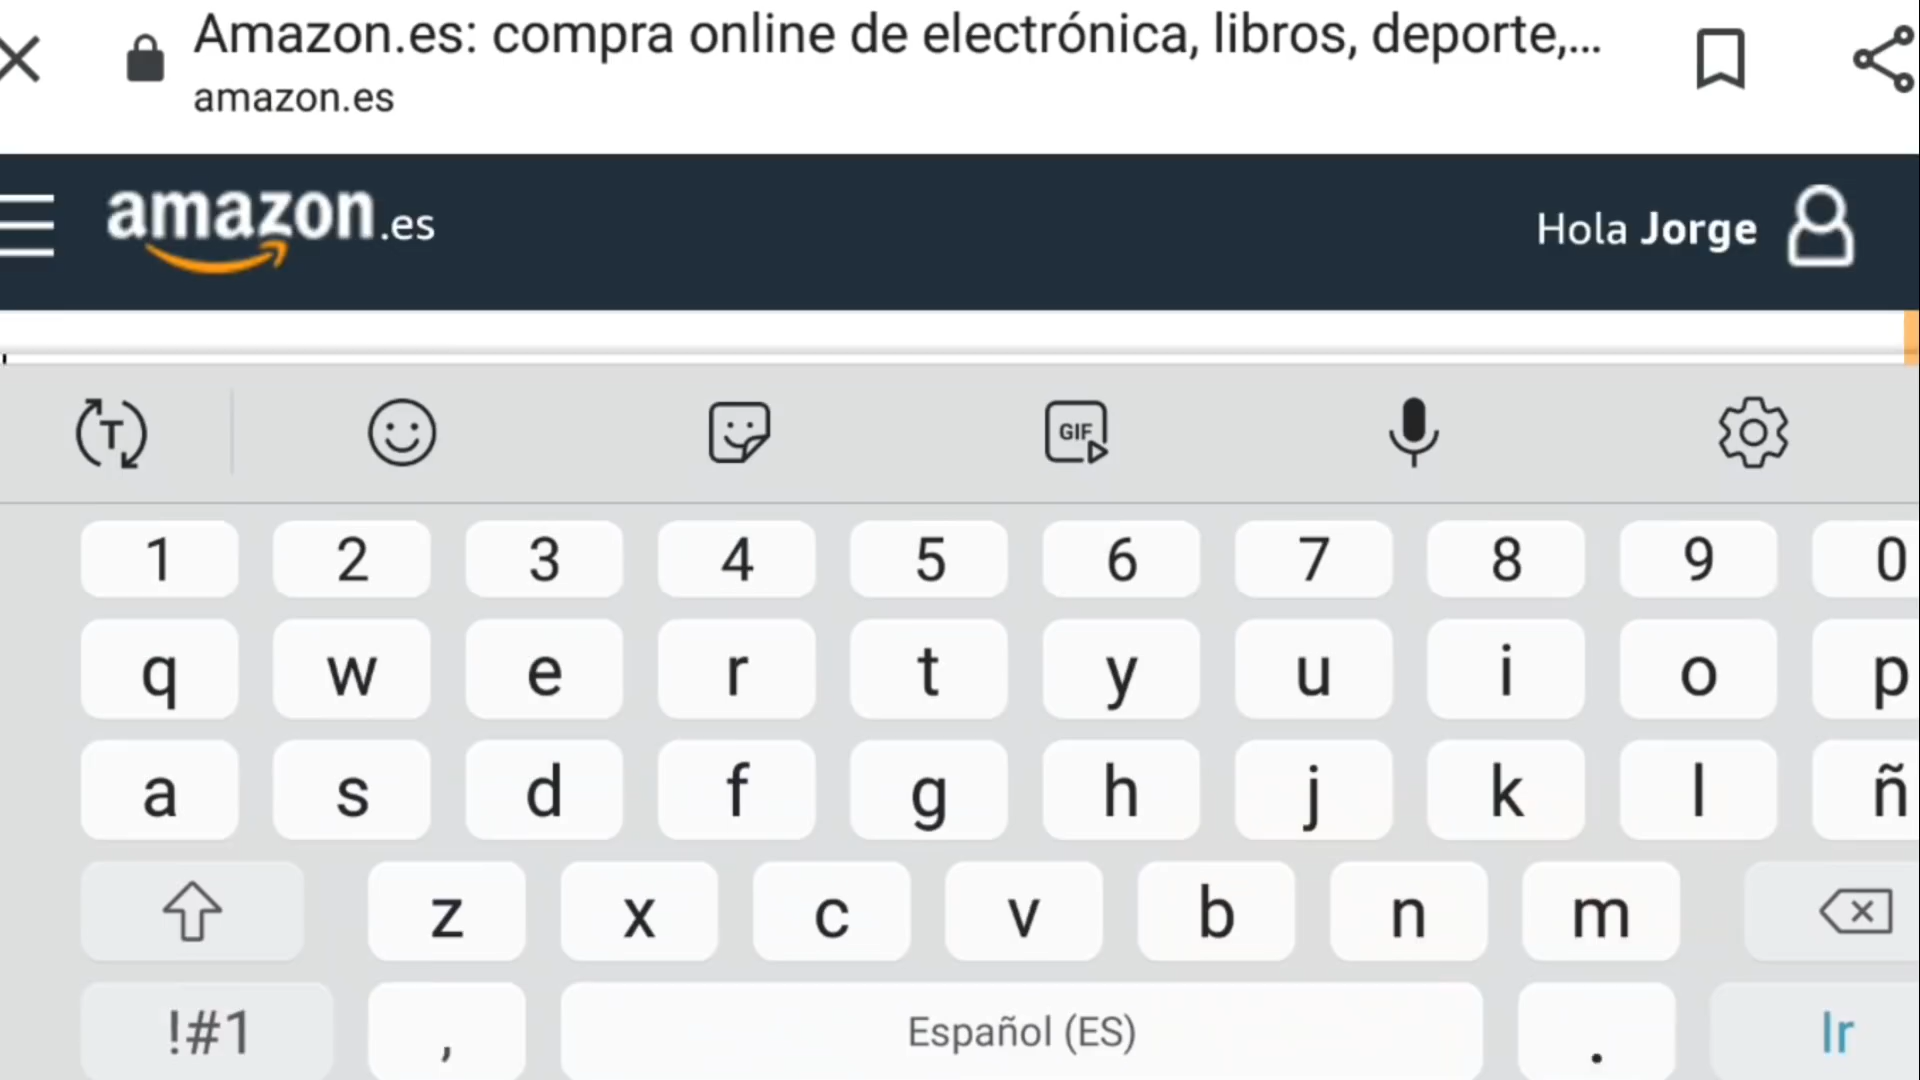 Amazon.es: compra online de electrónica, libros, deporte,...
amazon.es
amazon.es
Hola Jorge
T
GIF
1 2 3 4 5 6 7 8 9 0
q w e r t y u i o p
a s d f g h j k l ñ
z x c v b n m
!#1 , Español (ES) . Ir